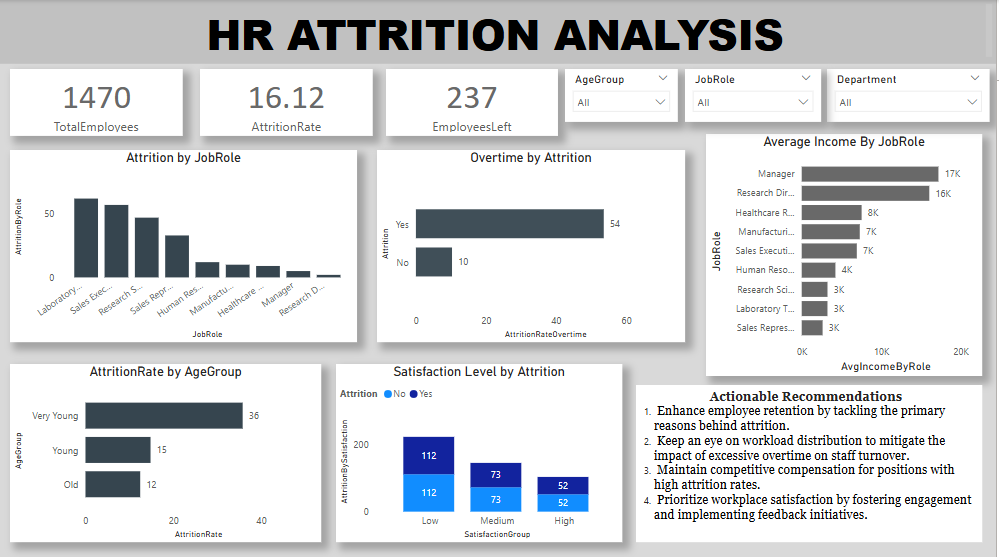 HR ATTRITION ANALYSIS
1470
TotalEmployees
16.12
AttritionRate
237
EmployeesLeft
AgeGroup
All
JobRole
All
Department
All
Attrition by JobRole
AttritionByRole
50
0
Laboratory...
Sales Exec...
Research S...
Sales Repr...
Human Res...
Manufactu...
Healthcare ...
Manager
Research D...
JobRole
Overtime by Attrition
Attrition
Yes
54
No
10
0
20
40
60
AttritionRateOvertime
Average Income By JobRole
JobRole
Manager
17K
Research Dir...
16K
Healthcare R...
8K
Manufacturi...
7K
Sales Executi...
7K
Human Reso...
4K
Research Sci...
3K
Laboratory T...
3K
Sales Repres...
3K
0K
10K
20K
AvgIncomeByRole
AttritionRate by AgeGroup
AgeGroup
Very Young
36
Young
15
Old
12
0
20
40
AttritionRate
Satisfaction Level by Attrition
Attrition No Yes
AttritionBySatisfaction
200
0
112
112
73
73
52
52
Low
Medium
High
SatisfactionGroup
Actionable Recommendations
1. Enhance employee retention by tackling the primary
reasons behind attrition.
2. Keep an eye on workload distribution to mitigate the
impact of excessive overtime on staff turnover.
3. Maintain competitive compensation for positions with
high attrition rates.
4. Prioritize workplace satisfaction by fostering engagement
and implementing feedback initiatives.